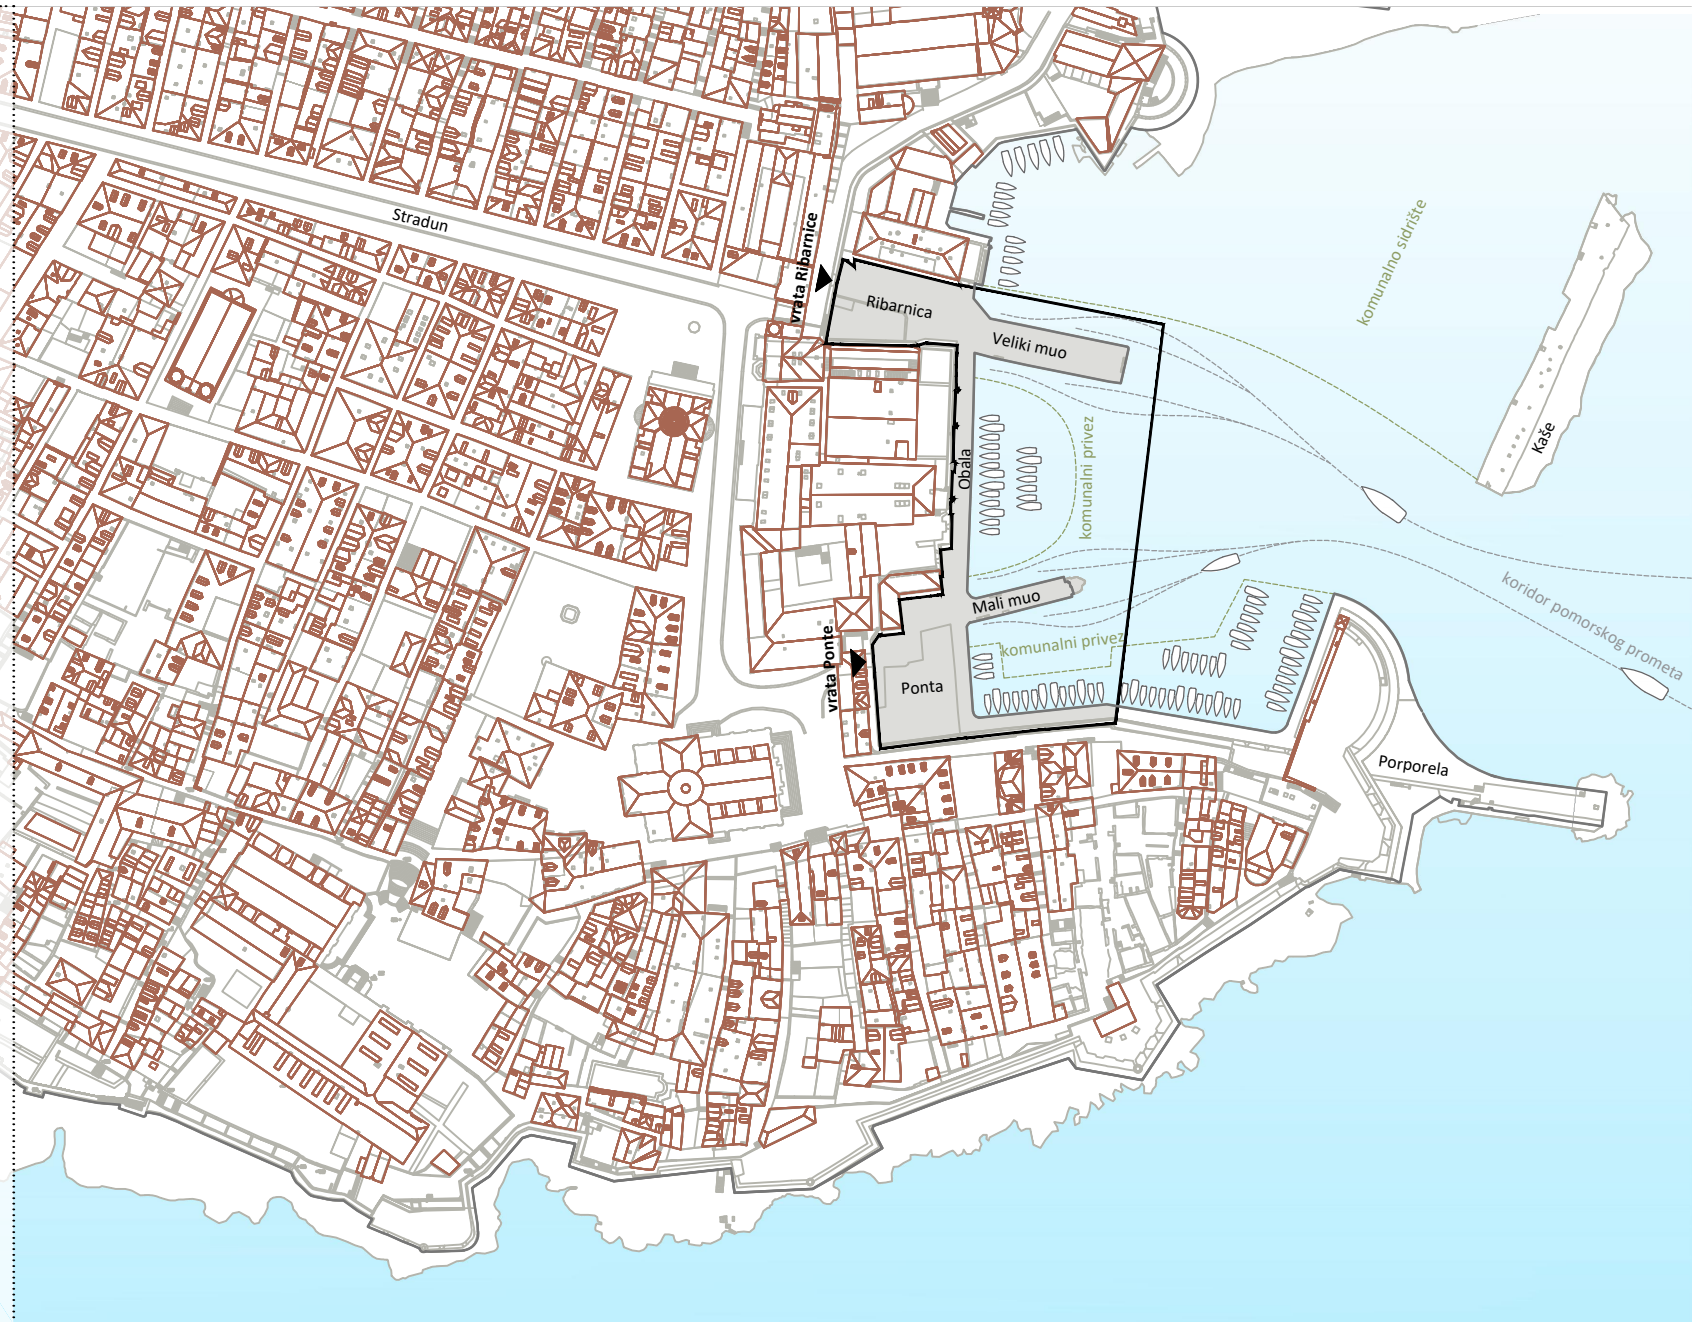 Stradun
vrata Ribarnice
Ribarnica
Veliki muo
komunalno sidrište
Kaše
Obala
komunalni privez
Mali muo
koridor pomorskog prometa
vrata Ponte
komunalni privez
Ponta
Porporela